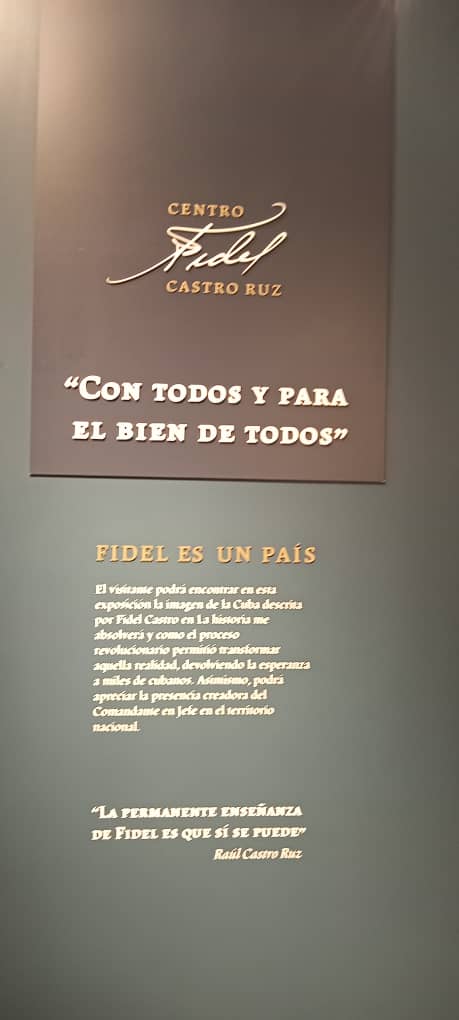 CENTRO
Fidel
CASTRO RUZ
“CON TODOS Y PARA
EL BIEN DE TODOS”
FIDEL ES UN PAÍS
El visitante podrá encontrar en esta
exposición la imagen de la Cuba descrita
por Fidel Castro en La historia me
absolverá y como el proceso
revolucionario permitió transformar
aquella realidad, devolviendo la esperanza
a miles de cubanos. Asimismo, podrá
apreciar la presencia creadora del
Comandante en Jefe en el territorio
nacional.
“LA PERMANENTE ENSEÑANZA
DE FIDEL ES QUE SÍ SE PUEDE”
Raúl Castro Ruz